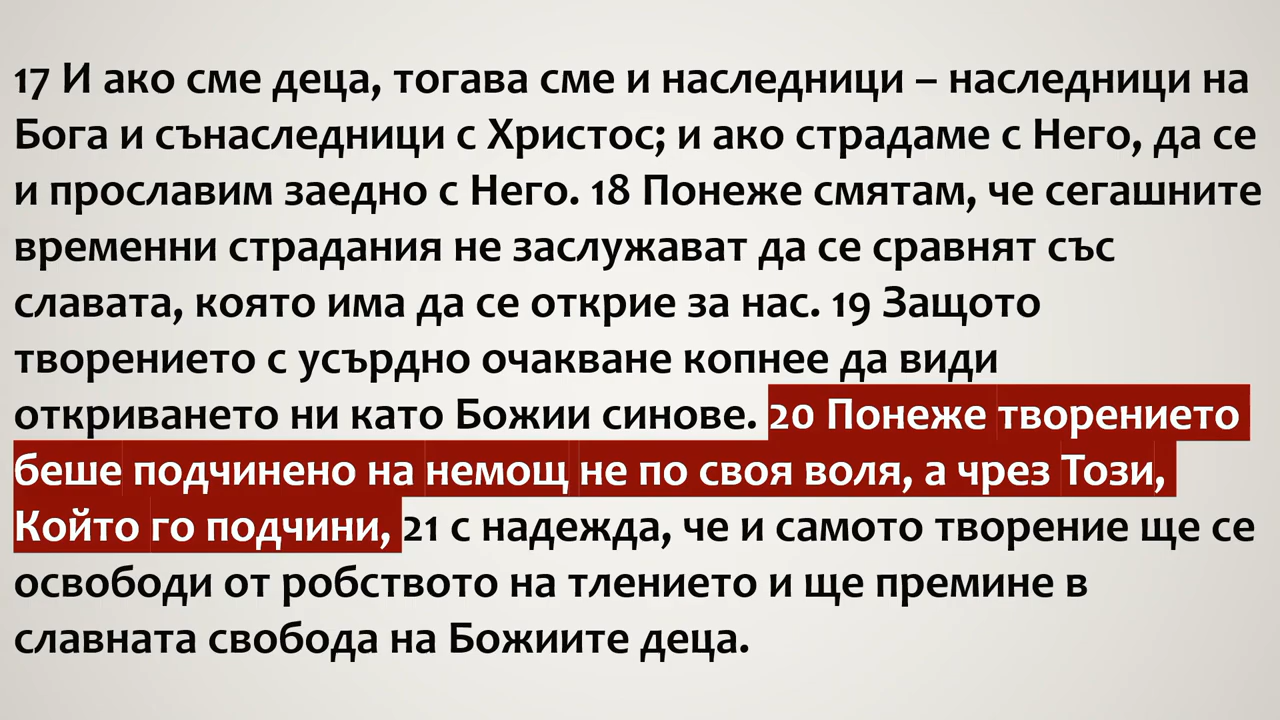 17 И ако сме деца, тогава сме и наследници – наследници на
Бога и сънаследници с Христос; и ако страдаме с Него, да се
и прославим заедно с Него. 18 Понеже смятам, че сегашните
временни страдания не заслужават да се сравнят със
славата, която има да се открие за нас. 19 Защото
творението с усърдно очакване копнее да види
откриването ни като Божии синове. 20 Понеже творението
беше подчинено на немощ не по своя воля, а чрез Този,
Който го подчини, 21 с надежда, че и самото творение ще се
освободи от робството на тлението и ще премине в
славната свобода на Божиите деца.